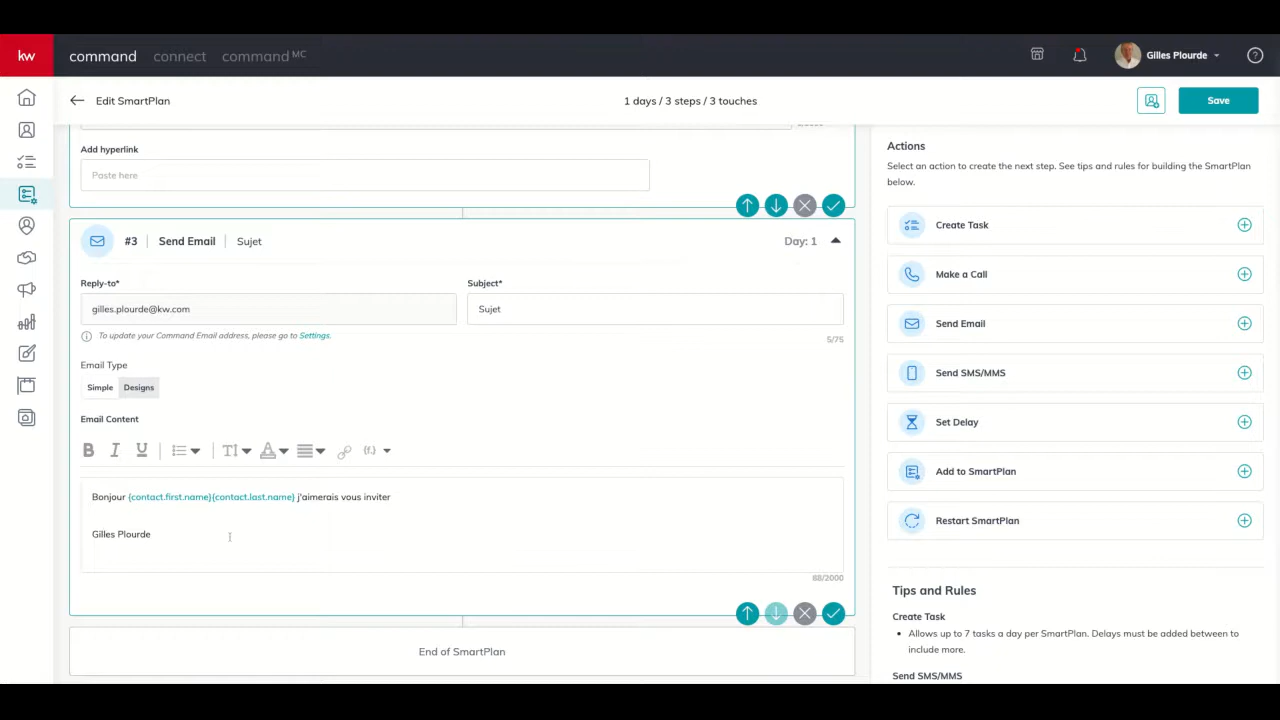 kw command connect command MC Gilles Plourde
Edit SmartPlan 1 days / 3 steps / 3 touches Save
Add hyperlink
Paste here
#3 Send Email Sujet Day: 1
Reply-to* Subject*
gilles.plourde@kw.com Sujet
To update your Command Email address, please go to Settings.
5/75
Email Type
Simple Designs
Email Content
B I U
Bonjour {contact.first.name}{contact.last.name} j'aimerais vous inviter
Gilles Plourde
68/2000
End of SmartPlan
Actions
Select an action to create the next step. See tips and rules for building the SmartPlan
below.
Create Task
Make a Call
Send Email
Send SMS/MMS
Set Delay
Add to SmartPlan
Restart SmartPlan
Tips and Rules
Create Task
• Allows up to 7 tasks a day per SmartPlan. Delays must be added between to
include more.
Send SMS/MMS